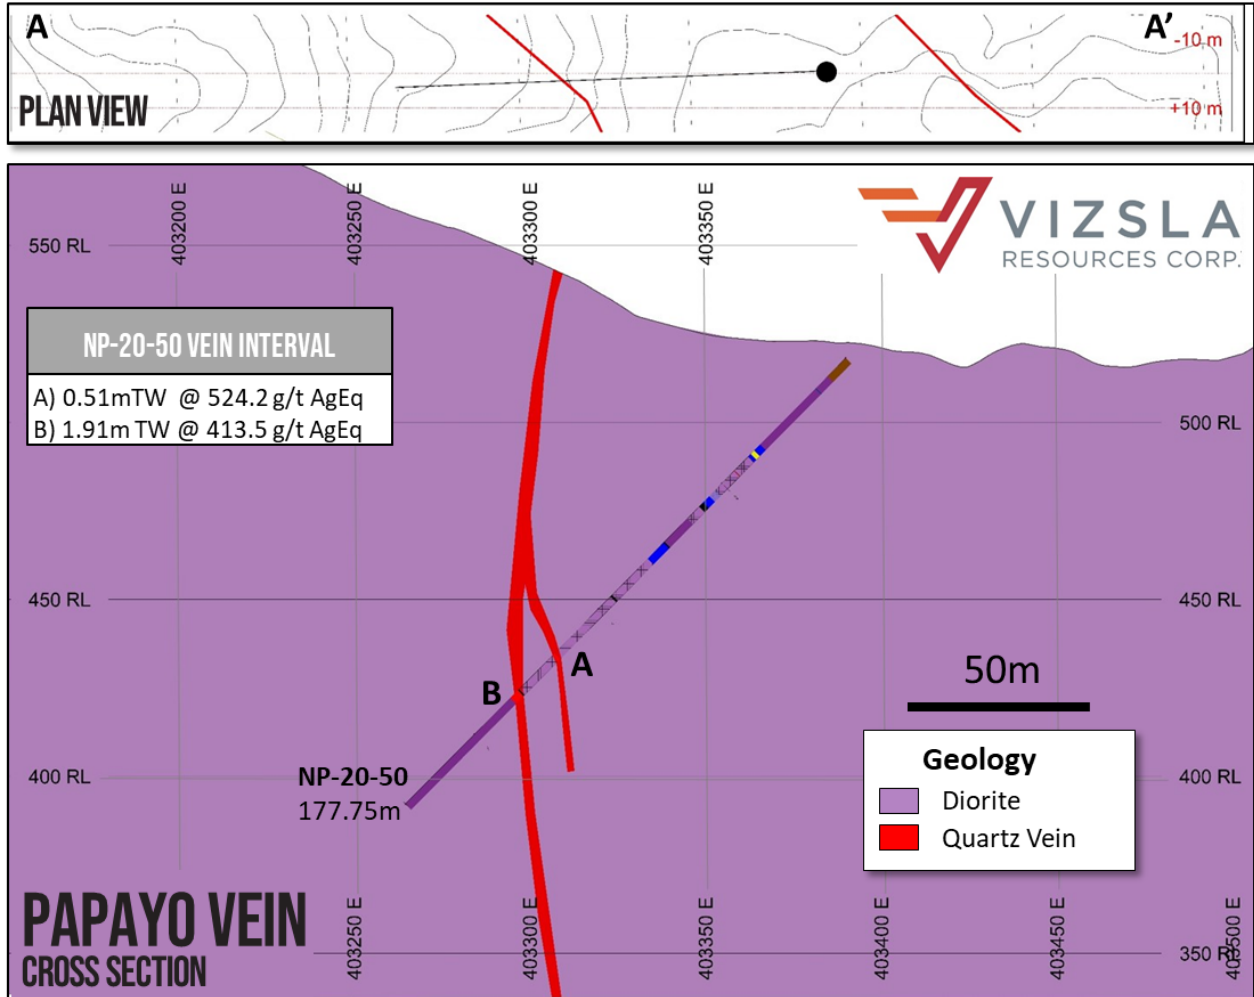 A
A’
-10 m
+10 m
PLAN VIEW
403200 E
403250 E
403300 E
403350 E
VIZSLA
RESOURCES CORP.
550 RL
NP-20-50 VEIN INTERVAL
A) 0.51mTW @ 524.2 g/t AgEq
B) 1.91m TW @ 413.5 g/t AgEq
500 RL
450 RL
450 RL
A
B
50m
NP-20-50
177.75m
400 RL
400 RL
Geology
Diorite
Quartz Vein
PAPAYO VEIN
CROSS SECTION
403250 E
403300 E
403350 E
403400 E
403450 E
403500 E
350 RL